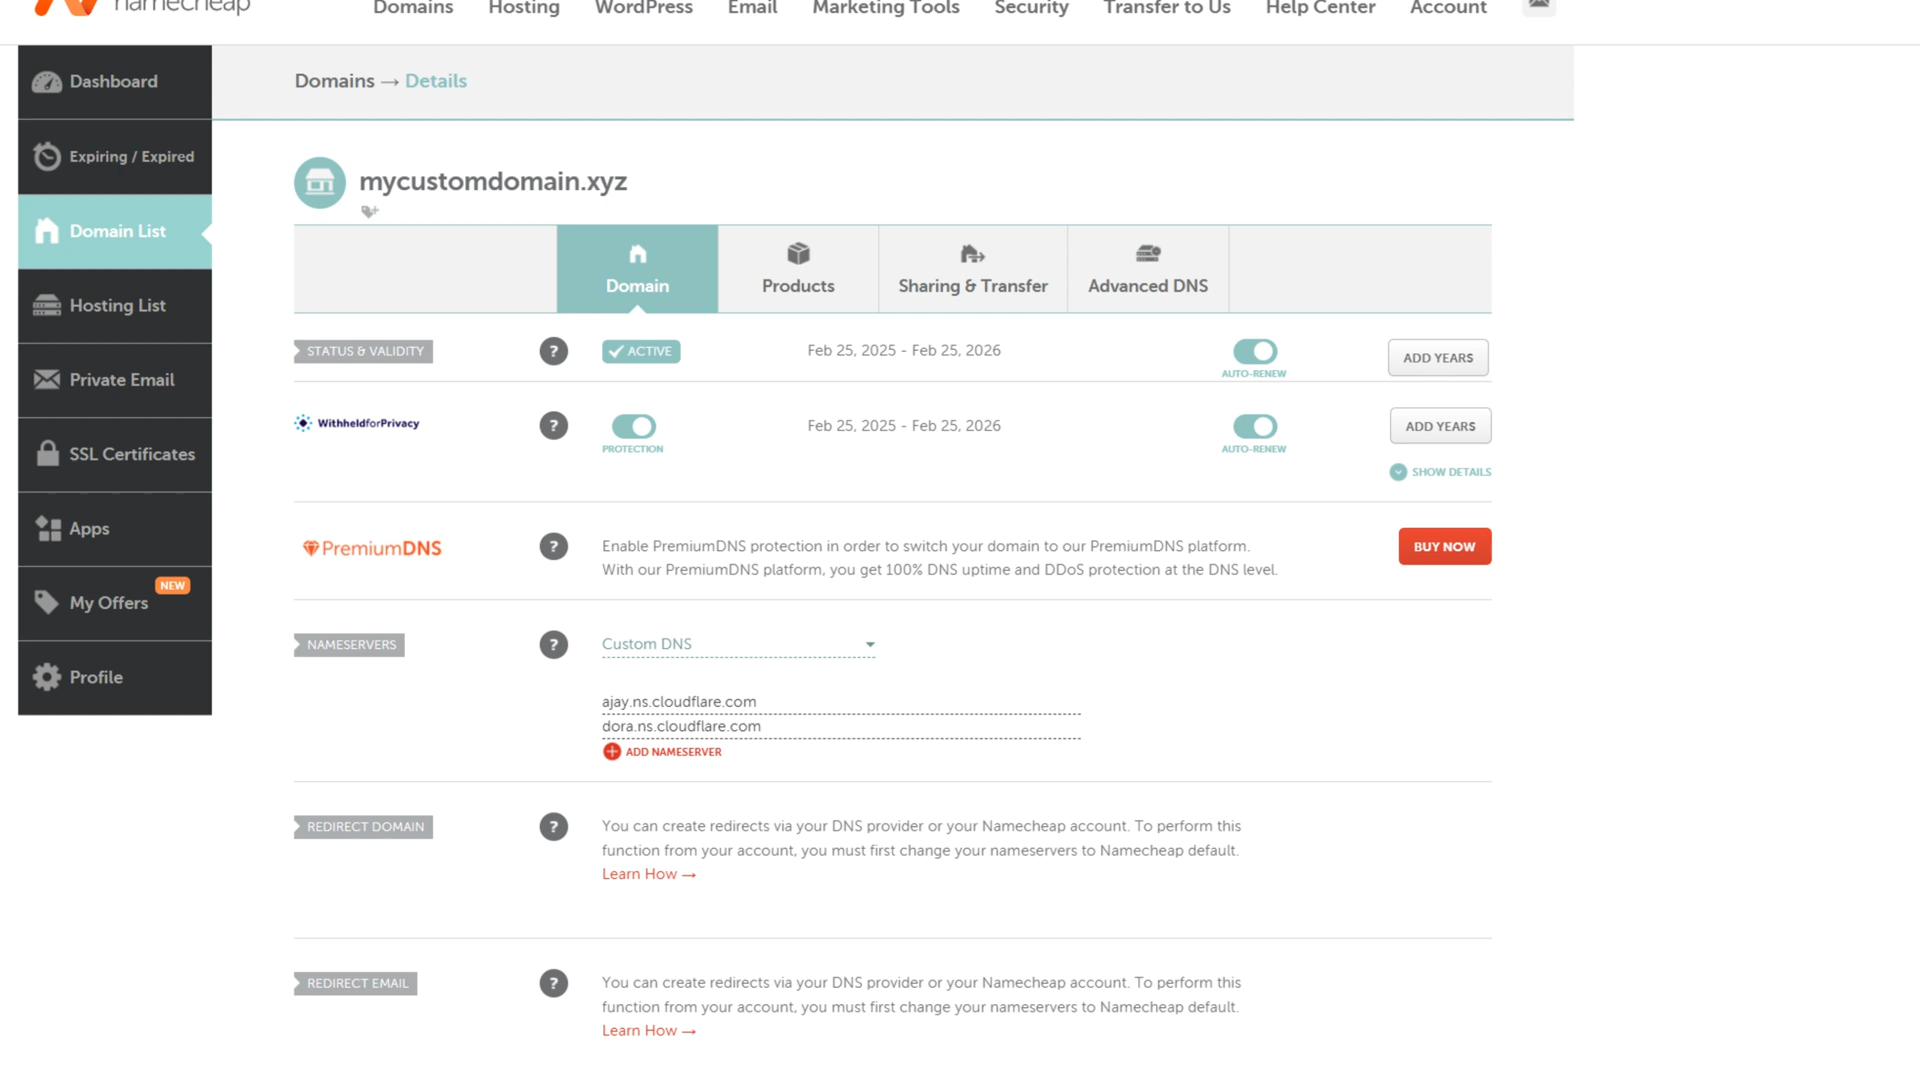 namecheap
Domains
Hosting
WordPress
Email
Marketing Tools
Security
Transfer to Us
Help Center
Account
Dashboard
Expiring / Expired
Domain List
Hosting List
Private Email
SSL Certificates
Apps
NEW
My Offers
Profile
Domains → Details
mycustomdomain.xyz
Domain
Products
Sharing & Transfer
Advanced DNS
STATUS & VALIDITY
?
ACTIVE
Feb 25, 2025 - Feb 25, 2026
AUTO-RENEW
ADD YEARS
WithheldforPrivacy
?
PROTECTION
Feb 25, 2025 - Feb 25, 2026
AUTO-RENEW
ADD YEARS
SHOW DETAILS
PremiumDNS
?
Enable PremiumDNS protection in order to switch your domain to our PremiumDNS platform.
With our PremiumDNS platform, you get 100% DNS uptime and DDoS protection at the DNS level.
BUY NOW
NAMESERVERS
?
Custom DNS
ajay.ns.cloudflare.com
dora.ns.cloudflare.com
ADD NAMESERVER
REDIRECT DOMAIN
?
You can create redirects via your DNS provider or your Namecheap account. To perform this
function from your account, you must first change your nameservers to Namecheap default.
Learn How →
REDIRECT EMAIL
?
You can create redirects via your DNS provider or your Namecheap account. To perform this
function from your account, you must first change your nameservers to Namecheap default.
Learn How →